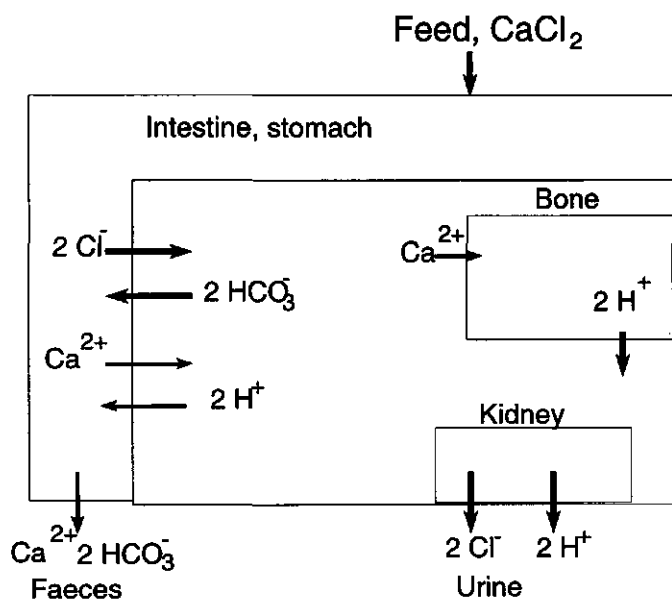 Feed, CaCl₂
Intestine, stomach
Bone
2 Cl⁻
Ca²⁺
2 HCO₃⁻
2 H⁺
Ca²⁺
2 H⁺
Kidney
Ca²⁺ 2 HCO₃⁻
Faeces
2 Cl⁻ 2 H⁺
Urine